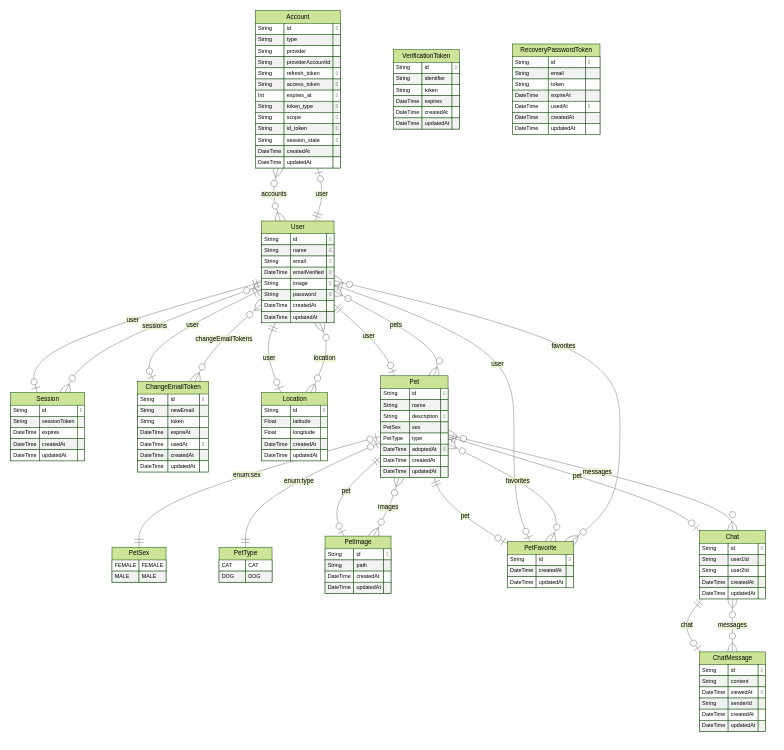 Account
String id
String type
String provider
String providerAccountId
String refresh_token
String access_token
Int expires_at
String token_type
String scope
String id_token
String session_state
DateTime createdAt
DateTime updatedAt
VerificationToken
String id
String identifier
String token
DateTime expires
DateTime createdAt
DateTime updatedAt
RecoveryPasswordToken
String id
String email
String token
DateTime expireAt
DateTime usedAt
DateTime createdAt
DateTime updatedAt
accounts
user
User
String id
String name
String email
DateTime emailVerified
String image
String password
DateTime createdAt
DateTime updatedAt
user
sessions
user
changeEmailTokens
user
location
user
pets
user
favorites
Session
String id
String sessionToken
DateTime expires
DateTime createdAt
DateTime updatedAt
ChangeEmailToken
String id
String newEmail
String token
DateTime expireAt
DateTime usedAt
DateTime createdAt
DateTime updatedAt
Location
String id
Float latitude
Float longitude
DateTime createdAt
DateTime updatedAt
Pet
String id
String name
String description
PetSex sex
PetType type
DateTime adoptedAt
DateTime createdAt
DateTime updatedAt
enum:sex
enum:type
pet
images
pet
favorites
pet
messages
PetSex
FEMALE FEMALE
MALE MALE
PetType
CAT CAT
DOG DOG
PetImage
String id
String path
DateTime createdAt
DateTime updatedAt
PetFavorite
String id
DateTime createdAt
DateTime updatedAt
Chat
String id
String user1Id
String user2Id
DateTime createdAt
DateTime updatedAt
chat
messages
ChatMessage
String id
String content
DateTime viewedAt
String senderId
DateTime createdAt
DateTime updatedAt